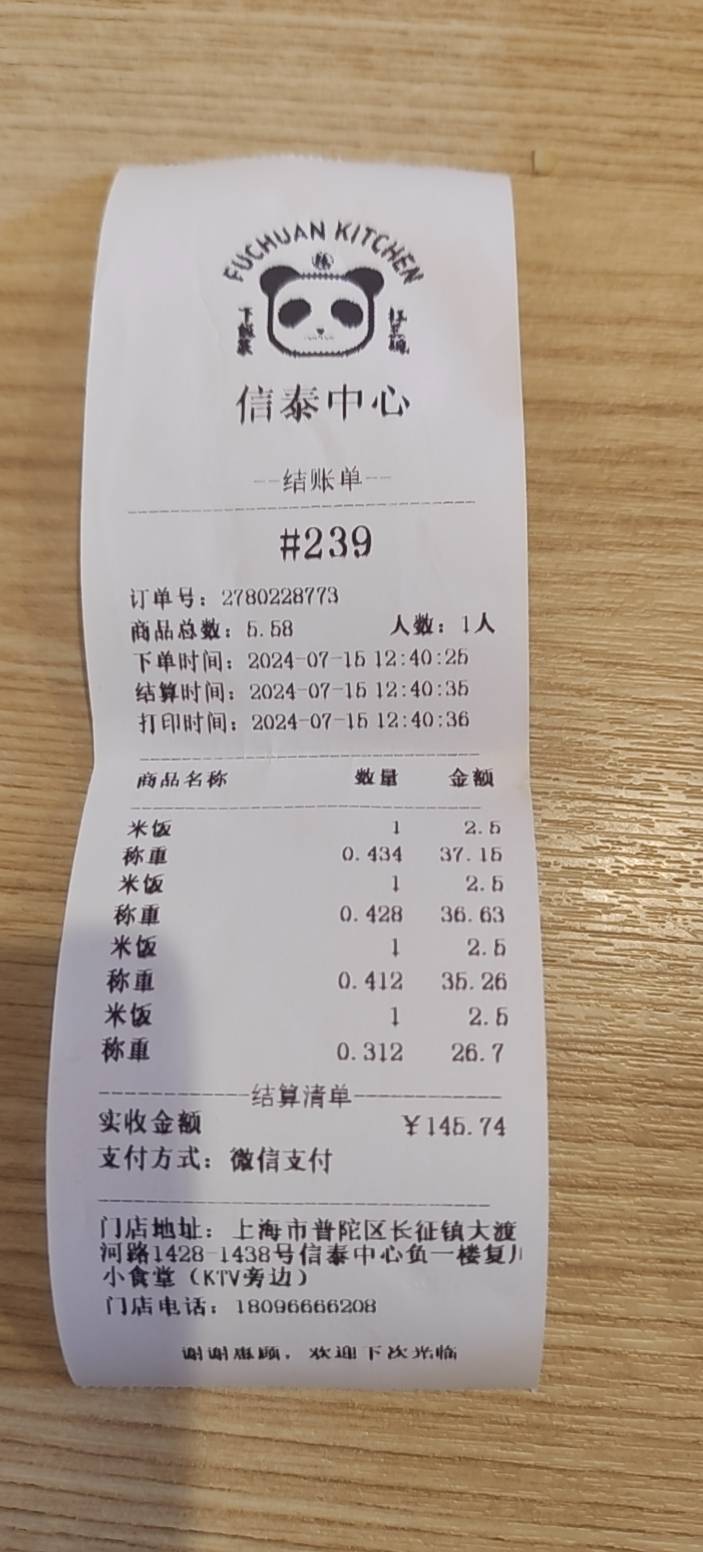 FUCHUAN KITCHEN
下饭菜
信泰中心
--结账单--
#239
订单号：2780228773
商品总数：5.58 人数：1人
下单时间：2024-07-15 12:40:25
结算时间：2024-07-15 12:40:35
打印时间：2024-07-15 12:40:36
商品名称 数量 金额
米饭 1 2.5
称重 0.434 37.15
米饭 1 2.5
称重 0.428 36.63
米饭 1 2.5
称重 0.412 35.26
米饭 1 2.5
称重 0.312 26.7
结算清单
实收金额 ￥145.74
支付方式：微信支付
门店地址：上海市普陀区长征镇大渡
河路1428-1438号信泰中心负一楼复川
小食堂（KTV旁边）
门店电话：18096666208
谢谢惠顾，欢迎下次光临